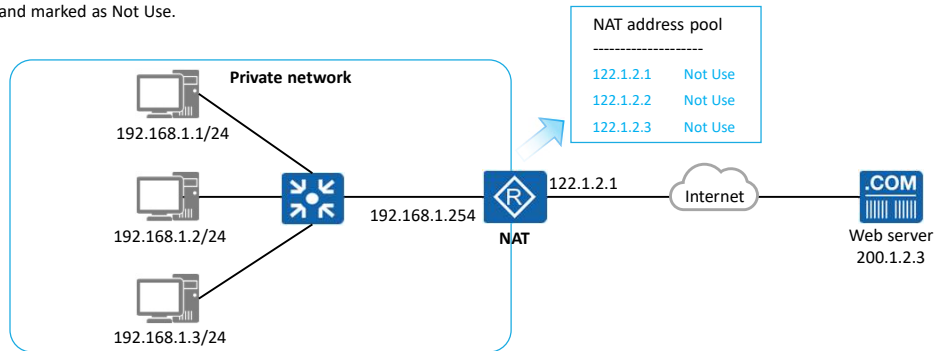 and marked as Not Use.
NAT address pool
--------------------
122.1.2.1 Not Use
122.1.2.2 Not Use
122.1.2.3 Not Use
Private network
192.168.1.1/24
192.168.1.2/24
192.168.1.3/24
192.168.1.254
R
NAT
122.1.2.1
Internet
.COM
Web server
200.1.2.3